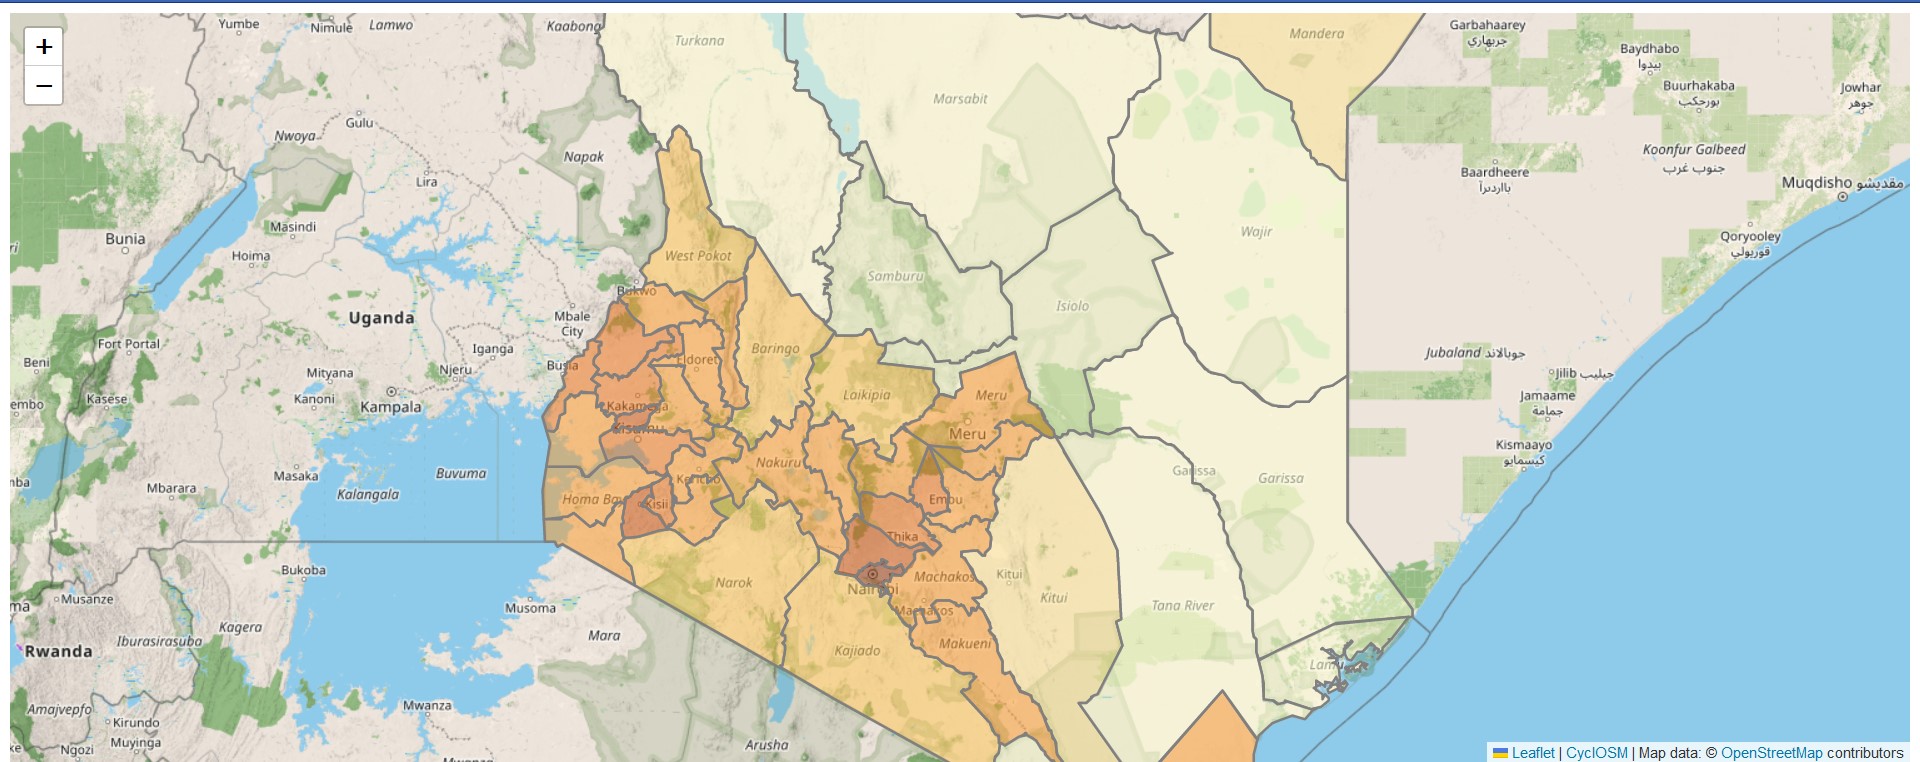 +
−
Yumbe
Nimule
Lamwo
Kaabong
Turkana
Mandera
Garbahaarey
جربهاري
Baydhabo
بيدوا
Buurhakaba
بورجكب
Jowhar
جوهر
Marsabit
Gulu
Nwoya
Napak
Koonfur Galbeed
جنوب غرب
Baardheere
بااردىرآ
Muqdisho مقديشو
Lira
Masindi
Bunia
Hoima
West Pokot
Samburu
Wajir
Qoryooley
قوريولي
Bukwo
Isiolo
Uganda
Mbale
City
Fort Portal
Iganga
Baringo
Eldoret
Jubaland جوبالاند
Beni
Mityana
Njeru
Busia
Jilib جيليب
Kasese
Kanoni
Kampala
Kakamega
Laikipia
Meru
Jamaame
جمامة
Kisumu
Meru
Kismaayo
كيسمايو
Masaka
Buvuma
Nakuru
Garissa
Garissa
Mbarara
Kalangala
Homa Bay
Kisii
Kericho
Embu
Thika
Bukoba
Narok
Nairobi
Machakos
Machakos
Kitui
Kitui
Tana River
Musanze
Musoma
Rwanda
Iburasirasuba
Kagera
Mara
Kajiado
Makueni
Lamu
Amajyepfo
Kirundo
Mwanza
Ngozi
Muyinga
Arusha
Mwanza
Leaflet | CyclOSM | Map data: © OpenStreetMap contributors